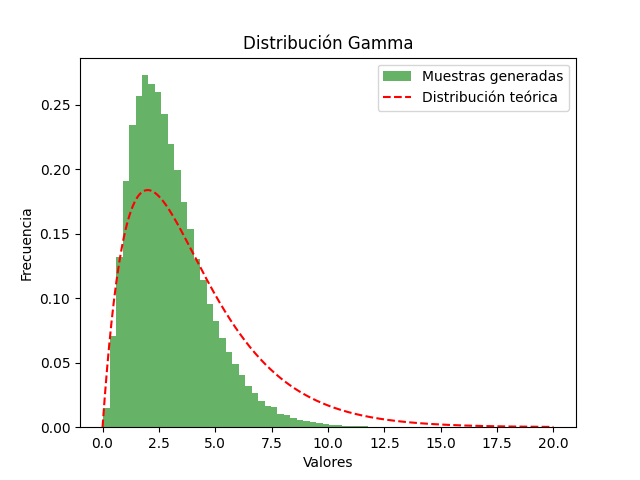 Distribución Gamma
Muestras generadas
Distribución teórica
Frecuencia
0.25
0.20
0.15
0.10
0.05
0.00
0.0 2.5 5.0 7.5 10.0 12.5 15.0 17.5 20.0
Valores